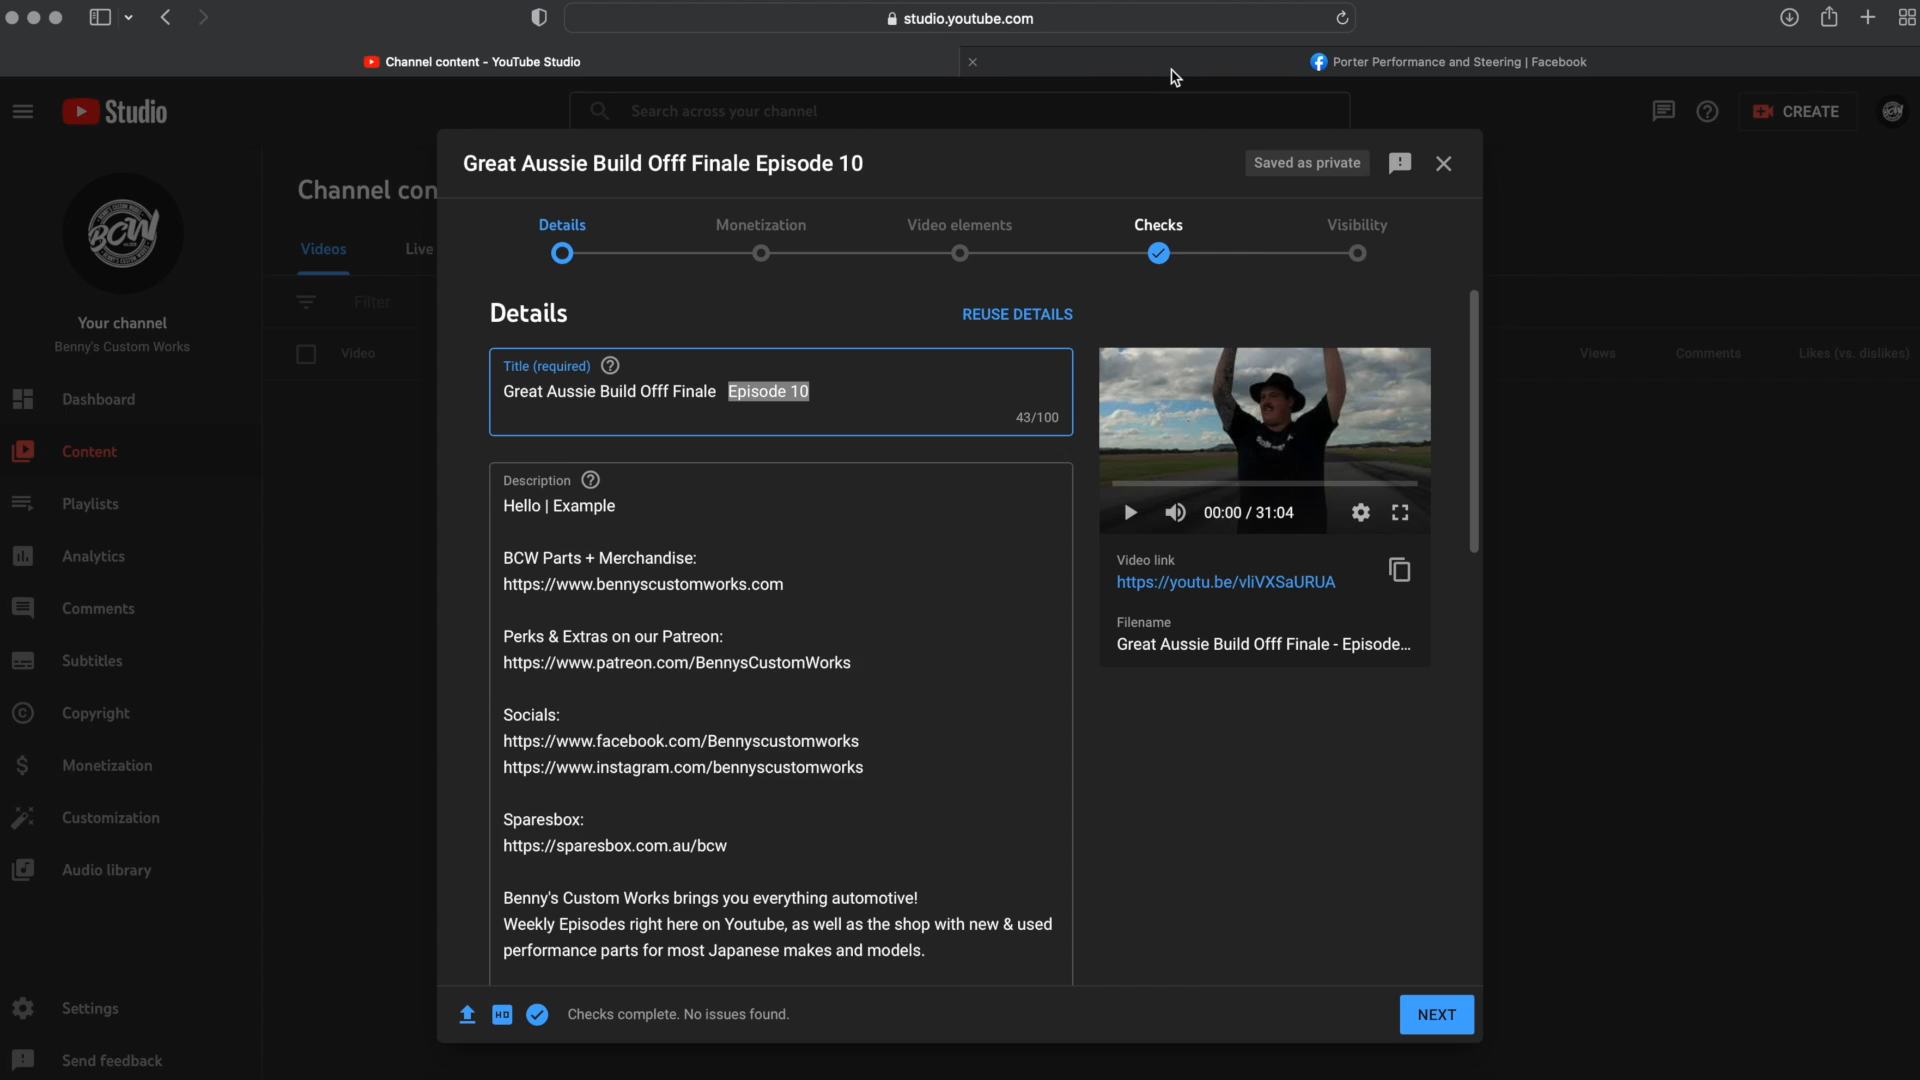 studio.youtube.com
Channel content - YouTube Studio
Porter Performance and Steering | Facebook
Studio
Search across your channel
CREATE
BCW
Your channel
Benny's Custom Works
Dashboard
Content
Playlists
Analytics
Comments
Subtitles
Copyright
Monetization
Customization
Audio library
Settings
Send feedback
Channel con
Videos
Live
Filter
Video
Views
Comments
Likes (vs. dislikes)
Great Aussie Build Offf Finale Episode 10
Saved as private
Details
Monetization
Video elements
Checks
Visibility
Details
REUSE DETAILS
Title (required)
Great Aussie Build Offf Finale  Episode 10
43/100
Description
Hello | Example
BCW Parts + Merchandise:
https://www.bennyscustomworks.com
Perks & Extras on our Patreon:
https://www.patreon.com/BennysCustomWorks
Socials:
https://www.facebook.com/Bennyscustomworks
https://www.instagram.com/bennyscustomworks
Sparesbox:
https://sparesbox.com.au/bcw
Benny's Custom Works brings you everything automotive!
Weekly Episodes right here on Youtube, as well as the shop with new & used
performance parts for most Japanese makes and models.
00:00 / 31:04
Video link
https://youtu.be/vliVXSaURUA
Filename
Great Aussie Build Offf Finale - Episode...
HD
Checks complete. No issues found.
NEXT